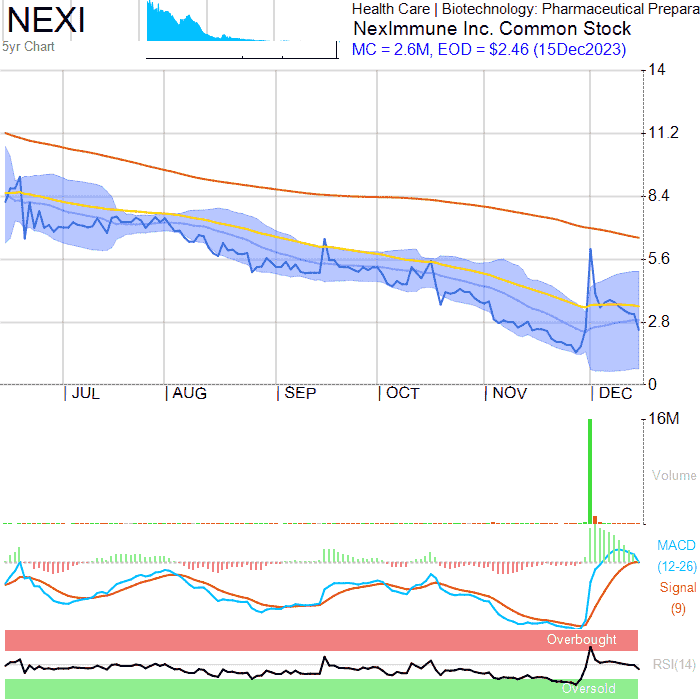 NEXI
5yr Chart
Health Care | Biotechnology: Pharmaceutical Prepara
NexImmune Inc. Common Stock
MC = 2.6M, EOD = $2.46 (15Dec2023)
14
11.2
8.4
5.6
2.8
0
JUL AUG SEP OCT NOV DEC
16M
Volume
MACD
(12-26)
Signal
(9)
Overbought
RSI(14)
Oversold